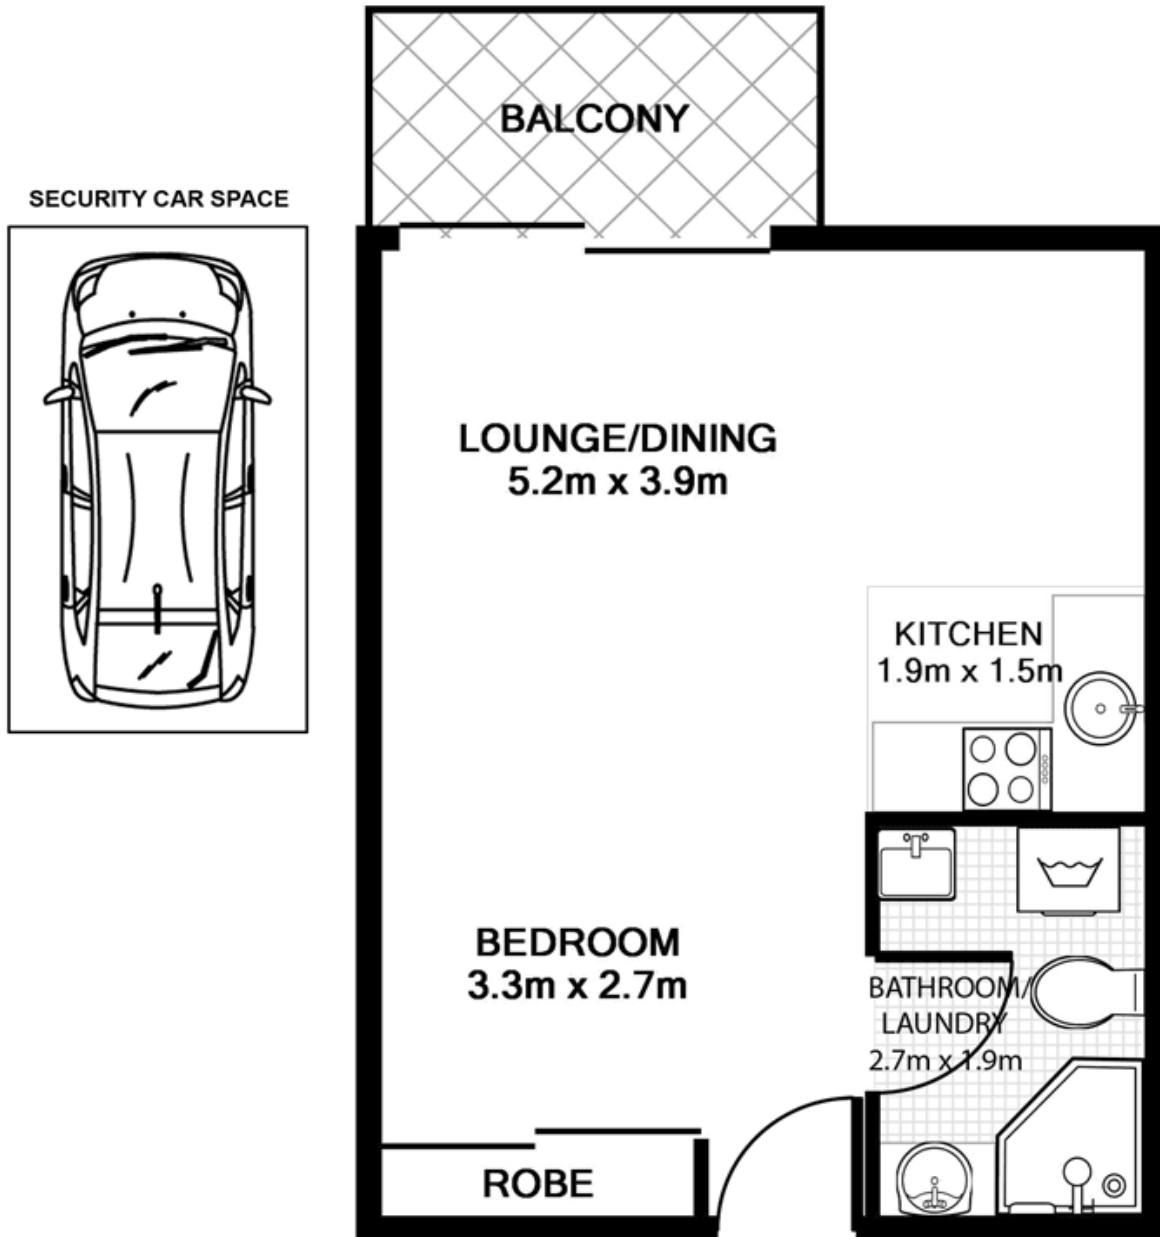 BALCONY
SECURITY CAR SPACE
LOUNGE/DINING
5.2m x 3.9m
KITCHEN
1.9m x 1.5m
BEDROOM
3.3m x 2.7m
BATHROOM/
LAUNDRY
2.7m x 1.9m
ROBE